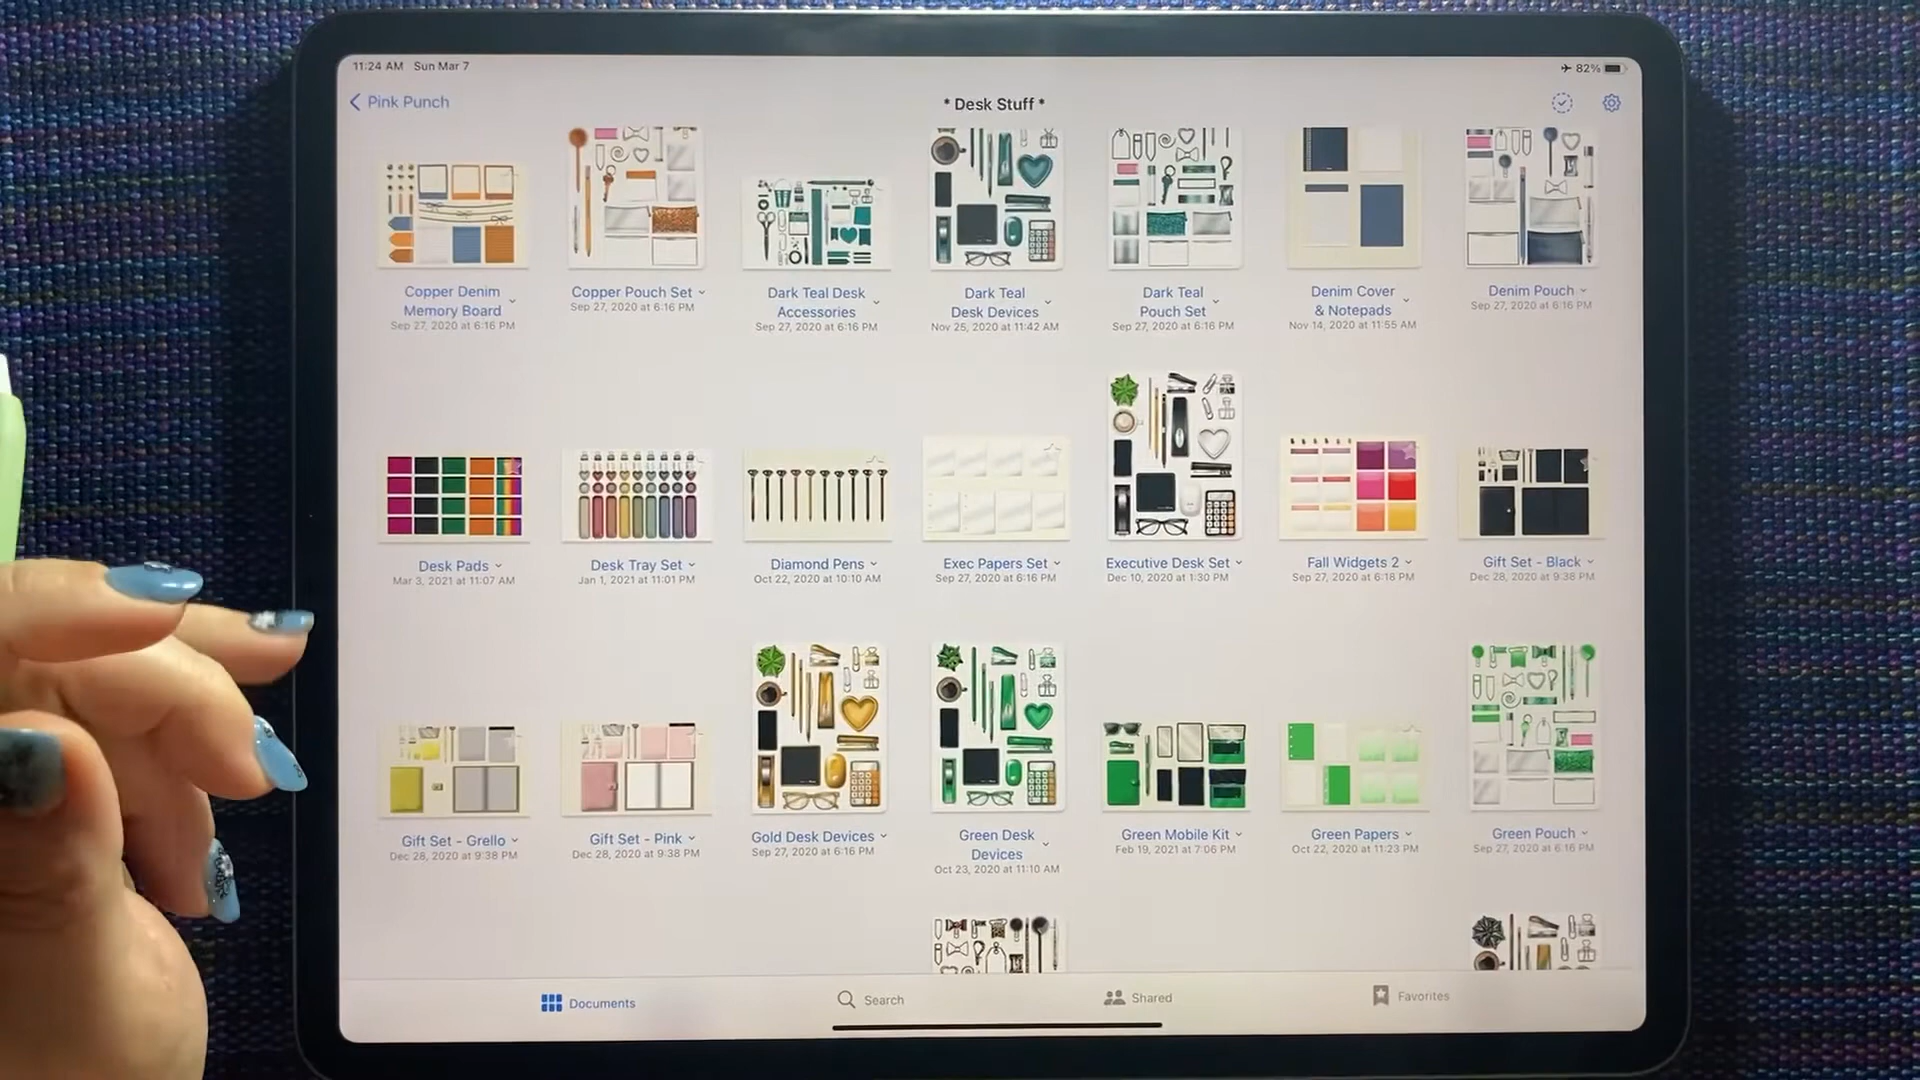 11:24 AM Sun Mar 7
82%
Pink Punch
* Desk Stuff *
Copper Denim
Memory Board
Sep 27, 2020 at 6:16 PM
Copper Pouch Set
Sep 27, 2020 at 6:16 PM
Dark Teal Desk
Accessories
Sep 27, 2020 at 6:16 PM
Dark Teal
Desk Devices
Nov 25, 2020 at 11:42 AM
Dark Teal
Pouch Set
Sep 27, 2020 at 6:16 PM
Denim Cover
& Notepads
Nov 14, 2020 at 11:55 AM
Denim Pouch
Sep 27, 2020 at 6:16 PM
Desk Pads
Mar 3, 2021 at 11:07 AM
Desk Tray Set
Jan 1, 2021 at 11:01 PM
Diamond Pens
Oct 22, 2020 at 10:10 AM
Exec Papers Set
Sep 27, 2020 at 6:16 PM
Executive Desk Set
Dec 10, 2020 at 1:30 PM
Fall Widgets 2
Sep 27, 2020 at 6:18 PM
Gift Set - Black
Dec 28, 2020 at 9:38 PM
Gift Set - Grello
Dec 28, 2020 at 9:38 PM
Gift Set - Pink
Dec 28, 2020 at 9:38 PM
Gold Desk Devices
Sep 27, 2020 at 6:16 PM
Green Desk
Devices
Oct 23, 2020 at 11:10 AM
Green Mobile Kit
Feb 19, 2021 at 7:06 PM
Green Papers
Oct 22, 2020 at 11:23 PM
Green Pouch
Sep 27, 2020 at 6:16 PM
Documents
Search
Shared
Favorites